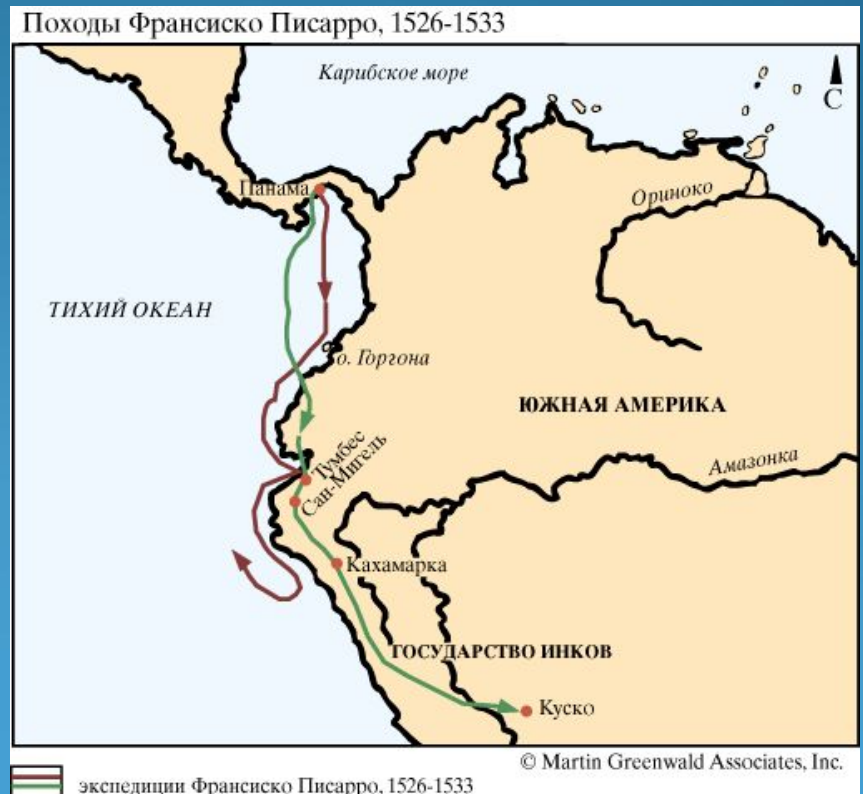 Походы Франсиско Писарро, 1526-1533
Карибское море
С
Панама
Ориноко
ТИХИЙ ОКЕАН
о. Горгона
ЮЖНАЯ АМЕРИКА
Тумбес
Сан-Мигель
Амазонка
Кахамарка
ГОСУДАРСТВО ИНКОВ
Куско
© Martin Greenwald Associates, Inc.
экспедиции Франсиско Писарро, 1526-1533